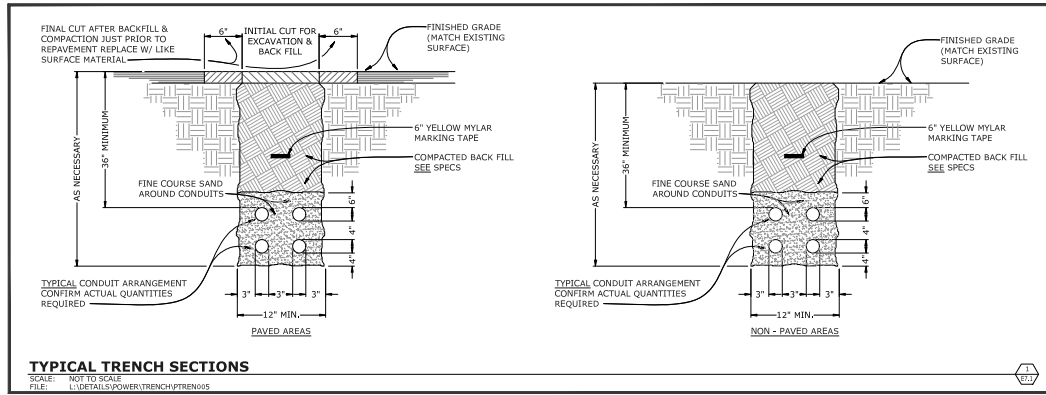 FINAL CUT AFTER BACKFILL &
COMPACTION JUST PRIOR TO
REPAVEMENT REPLACE W/ LIKE
SURFACE MATERIAL
6"
INITIAL CUT FOR
EXCAVATION &
BACK FILL
6"
FINISHED GRADE
(MATCH EXISTING
SURFACE)
AS NECESSARY
36" MINIMUM
6" YELLOW MYLAR
MARKING TAPE
COMPACTED BACK FILL
SEE SPECS
FINE COURSE SAND
AROUND CONDUITS
6"
4"
4"
TYPICAL CONDUIT ARRANGEMENT
CONFIRM ACTUAL QUANTITIES
REQUIRED
3"
3"
3"
12" MIN.
PAVED AREAS
FINISHED GRADE
(MATCH EXISTING
SURFACE)
AS NECESSARY
36" MINIMUM
6" YELLOW MYLAR
MARKING TAPE
COMPACTED BACK FILL
SEE SPECS
FINE COURSE SAND
AROUND CONDUITS
6"
4"
4"
TYPICAL CONDUIT ARRANGEMENT
CONFIRM ACTUAL QUANTITIES
REQUIRED
3"
3"
3"
12" MIN.
NON - PAVED AREAS
TYPICAL TRENCH SECTIONS
SCALE: NOT TO SCALE
FILE: L:\DETAILS\POWER\TRENCH\PTREN005
1
E7.1